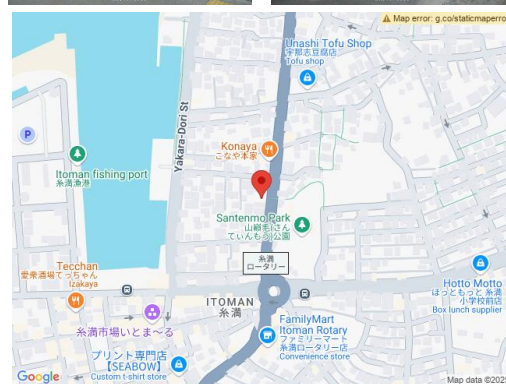 Map error: g.co/staticmaperro
Unashi Tofu Shop
宇那志豆腐店
Tofu shop
Yakara-Dori St
P
Konaya
こなや本家
Itoman fishing port
糸満漁港
Santenmo Park
山巓毛(さん
てぃんもう)公園
糸満
ロータリー
Tecchan
愛衆酒場てっちゃん
Izakaya
ITOMAN
糸満
Hotto Motto
ほっともっと 糸満
小学校前店
Box lunch supplier
糸満市場いとま〜る
FamilyMart
Itoman Rotary
ファミリーマート
糸満ロータリー店
Convenience store
プリント専門店
【SEABOW】
Custom t-shirt store
Google
Map data ©202